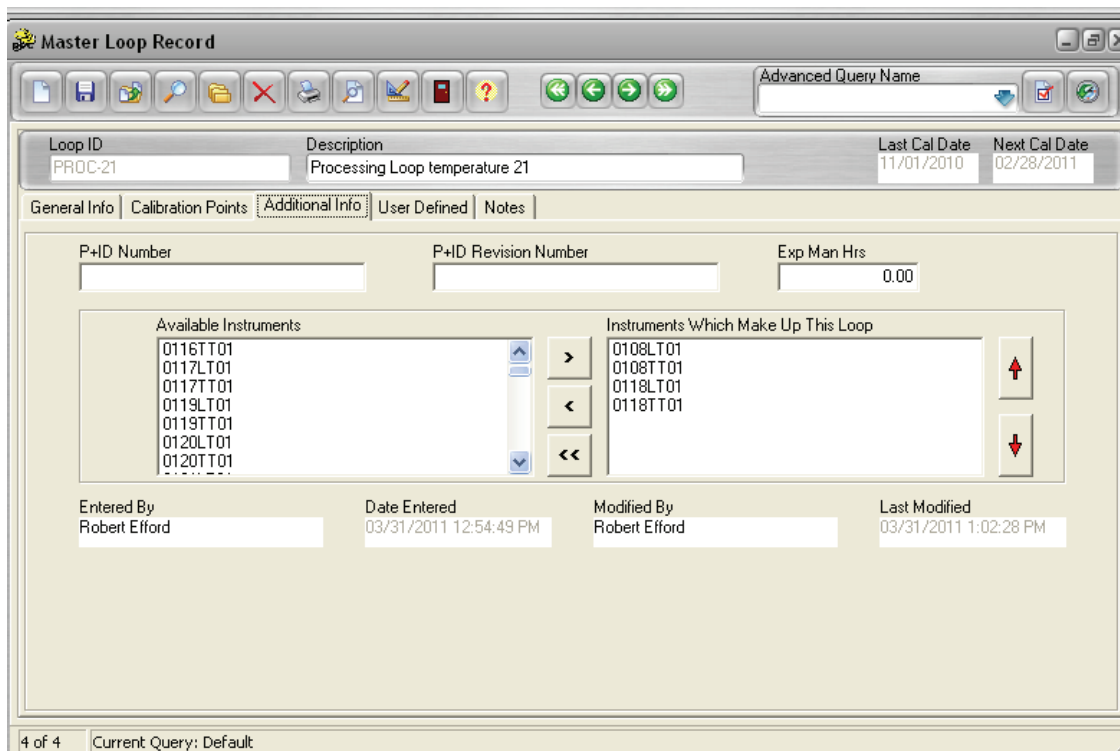 Master Loop Record
Advanced Query Name
Loop ID Description Last Cal Date Next Cal Date
PROC-21 Processing Loop temperature 21 11/01/2010 02/28/2011
General Info Calibration Points Additional Info User Defined Notes
P+ID Number P+ID Revision Number Exp Man Hrs
0.00
Available Instruments Instruments Which Make Up This Loop
0116TT01
0117LT01
0117TT01
0119LT01
0119TT01
0120LT01
0120TT01
>
<
<<
0108LT01
0108TT01
0118LT01
0118TT01
Entered By Date Entered Modified By Last Modified
Robert Efford 03/31/2011 12:54:49 PM Robert Efford 03/31/2011 1:02:28 PM
4 of 4 Current Query: Default